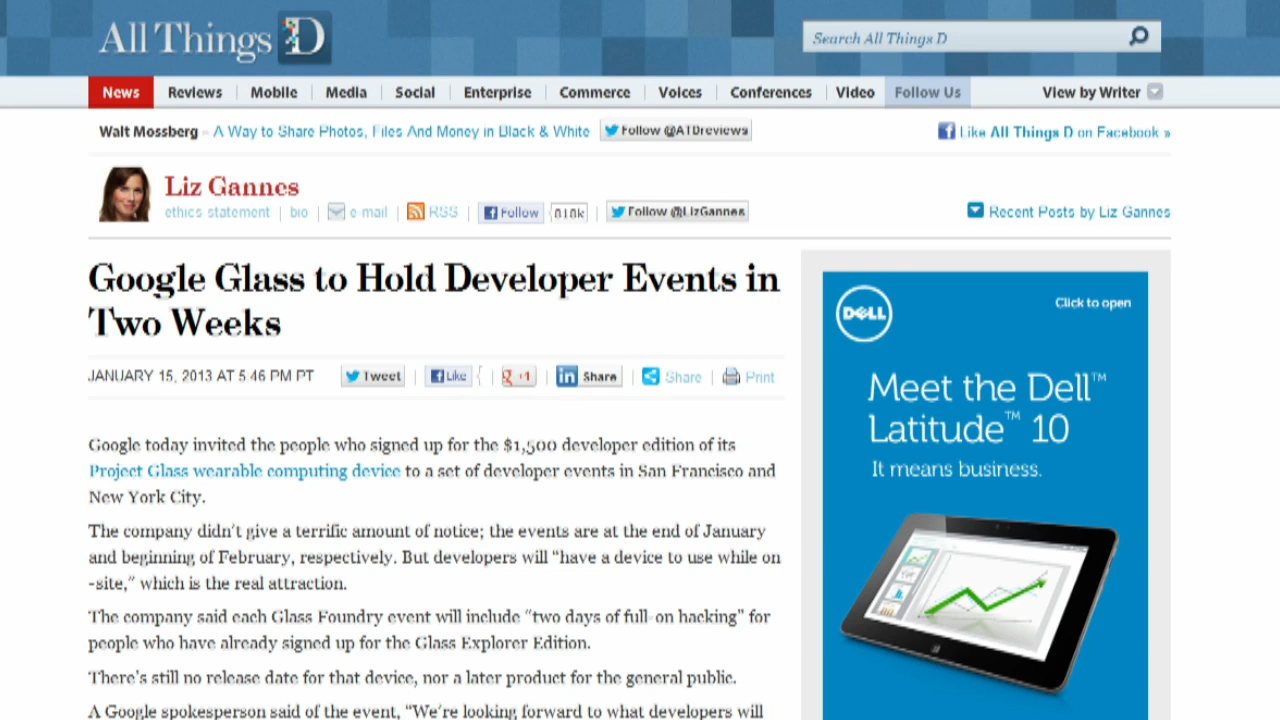 All Things D
Search All Things D
News Reviews Mobile Media Social Enterprise Commerce Voices Conferences Video Follow Us View by Writer
Walt Mossberg - A Way to Share Photos, Files And Money in Black & White Follow @ATDreviews Like All Things D on Facebook »
Liz Gannes
ethics statement | bio | e-mail | RSS | Follow 818k | Follow @LizGannes Recent Posts by Liz Gannes
Google Glass to Hold Developer Events in
Two Weeks
JANUARY 15, 2013 AT 5:46 PM PT Tweet | Like | +1 | in Share | Share | Print
Google today invited the people who signed up for the $1,500 developer edition of its
Project Glass wearable computing device to a set of developer events in San Francisco and
New York City.
The company didn't give a terrific amount of notice; the events are at the end of January
and beginning of February, respectively. But developers will "have a device to use while on
-site," which is the real attraction.
The company said each Glass Foundry event will include "two days of full-on hacking" for
people who have already signed up for the Glass Explorer Edition.
There's still no release date for that device, nor a later product for the general public.
A Google spokesperson said of the event, "We're looking forward to what developers will
DELL
Click to open
Meet the Dell™
Latitude™ 10
It means business.